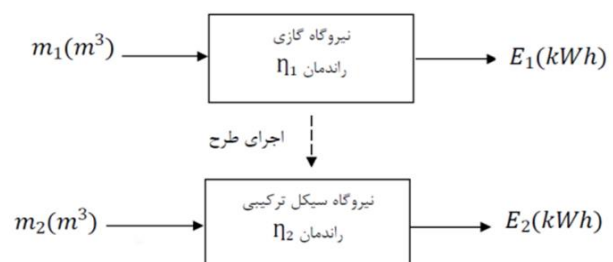 نیروگاه گازی
m₁(m³)
راندمان η₁
E₁(kWh)
اجرای طرح
نیروگاه سیکل ترکیبی
m₂(m³)
راندمان η₂
E₂(kWh)